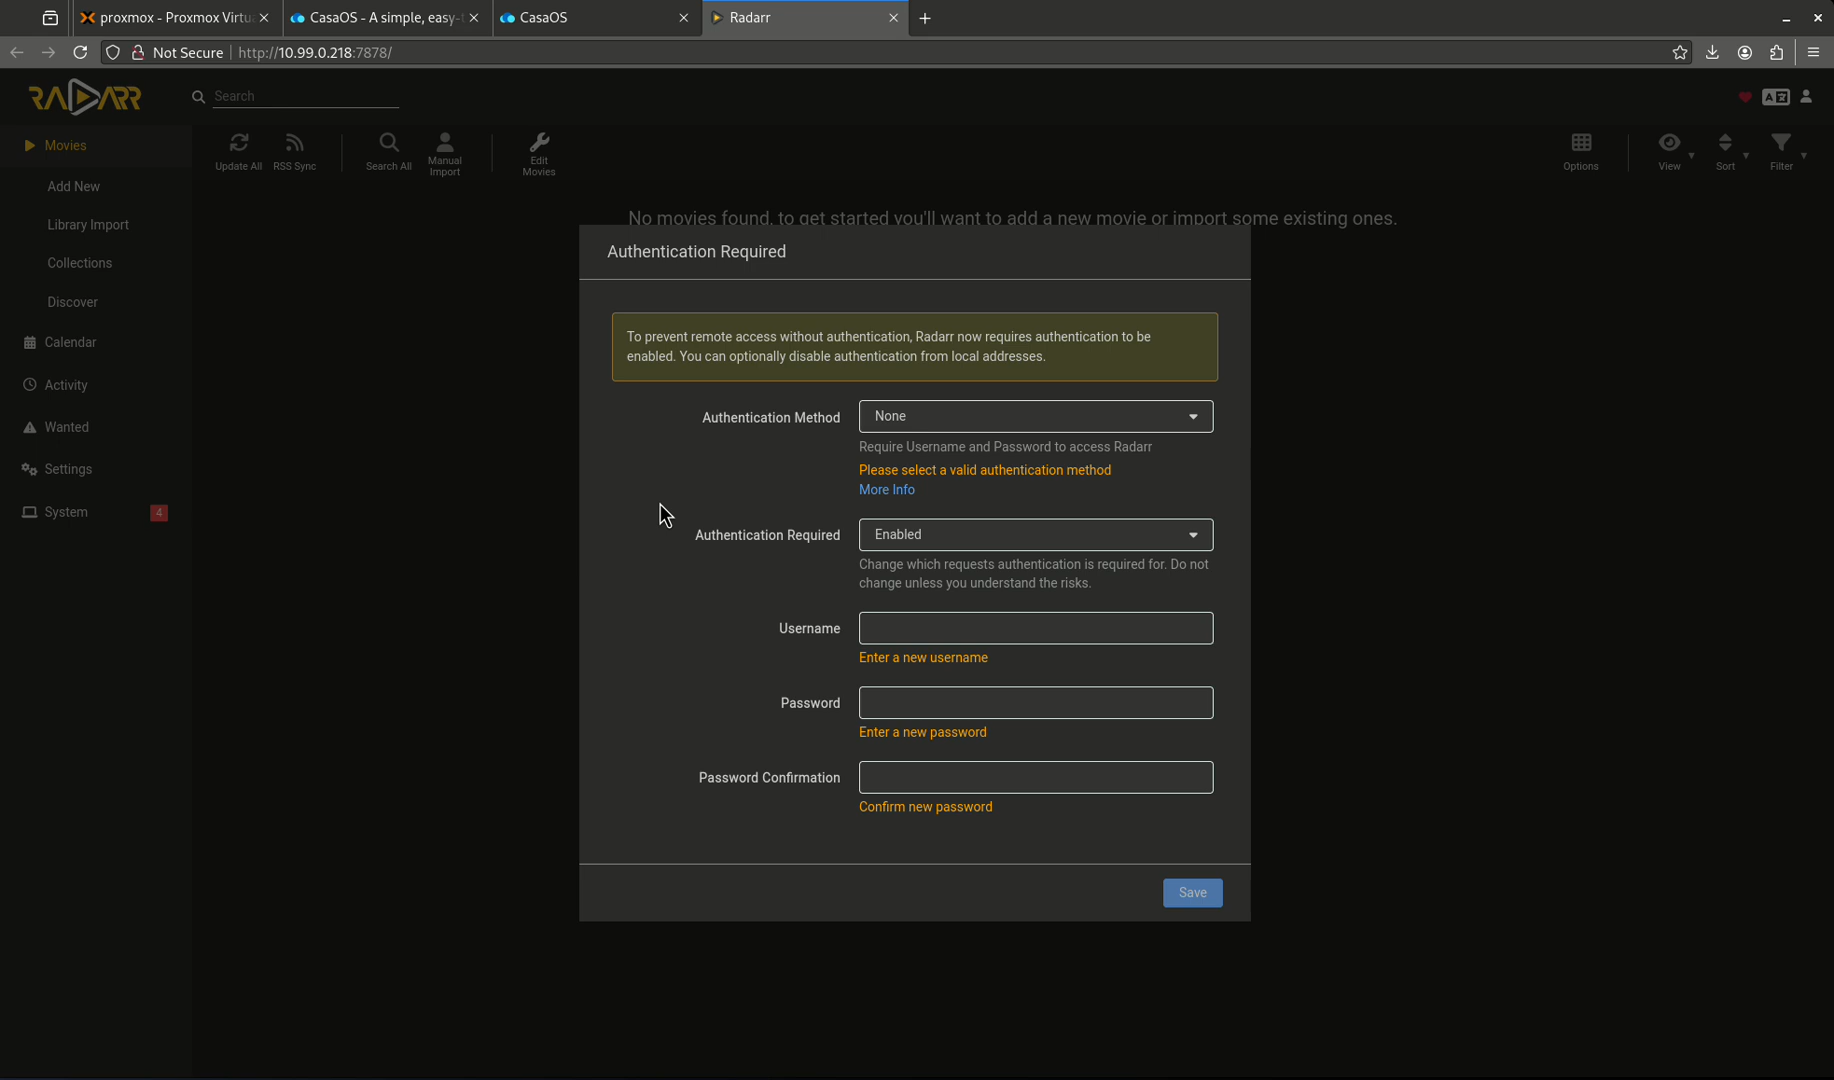 proxmox - Proxmox Virtu
CasaOS - A simple, easy-t
CasaOS
Radarr
Not Secure
http://10.99.0.218:7878/
RADARR
Search
Movies
Add New
Library Import
Collections
Discover
Calendar
Activity
Wanted
Settings
System
4
Update All
RSS Sync
Search All
Manual
Import
Edit
Movies
Options
View
Sort
Filter
No movies found, to get started you'll want to add a new movie or import some existing ones.
Authentication Required
To prevent remote access without authentication, Radarr now requires authentication to be
enabled. You can optionally disable authentication from local addresses.
Authentication Method
None
Require Username and Password to access Radarr
Please select a valid authentication method
More Info
Authentication Required
Enabled
Change which requests authentication is required for. Do not
change unless you understand the risks.
Username
Enter a new username
Password
Enter a new password
Password Confirmation
Confirm new password
Save